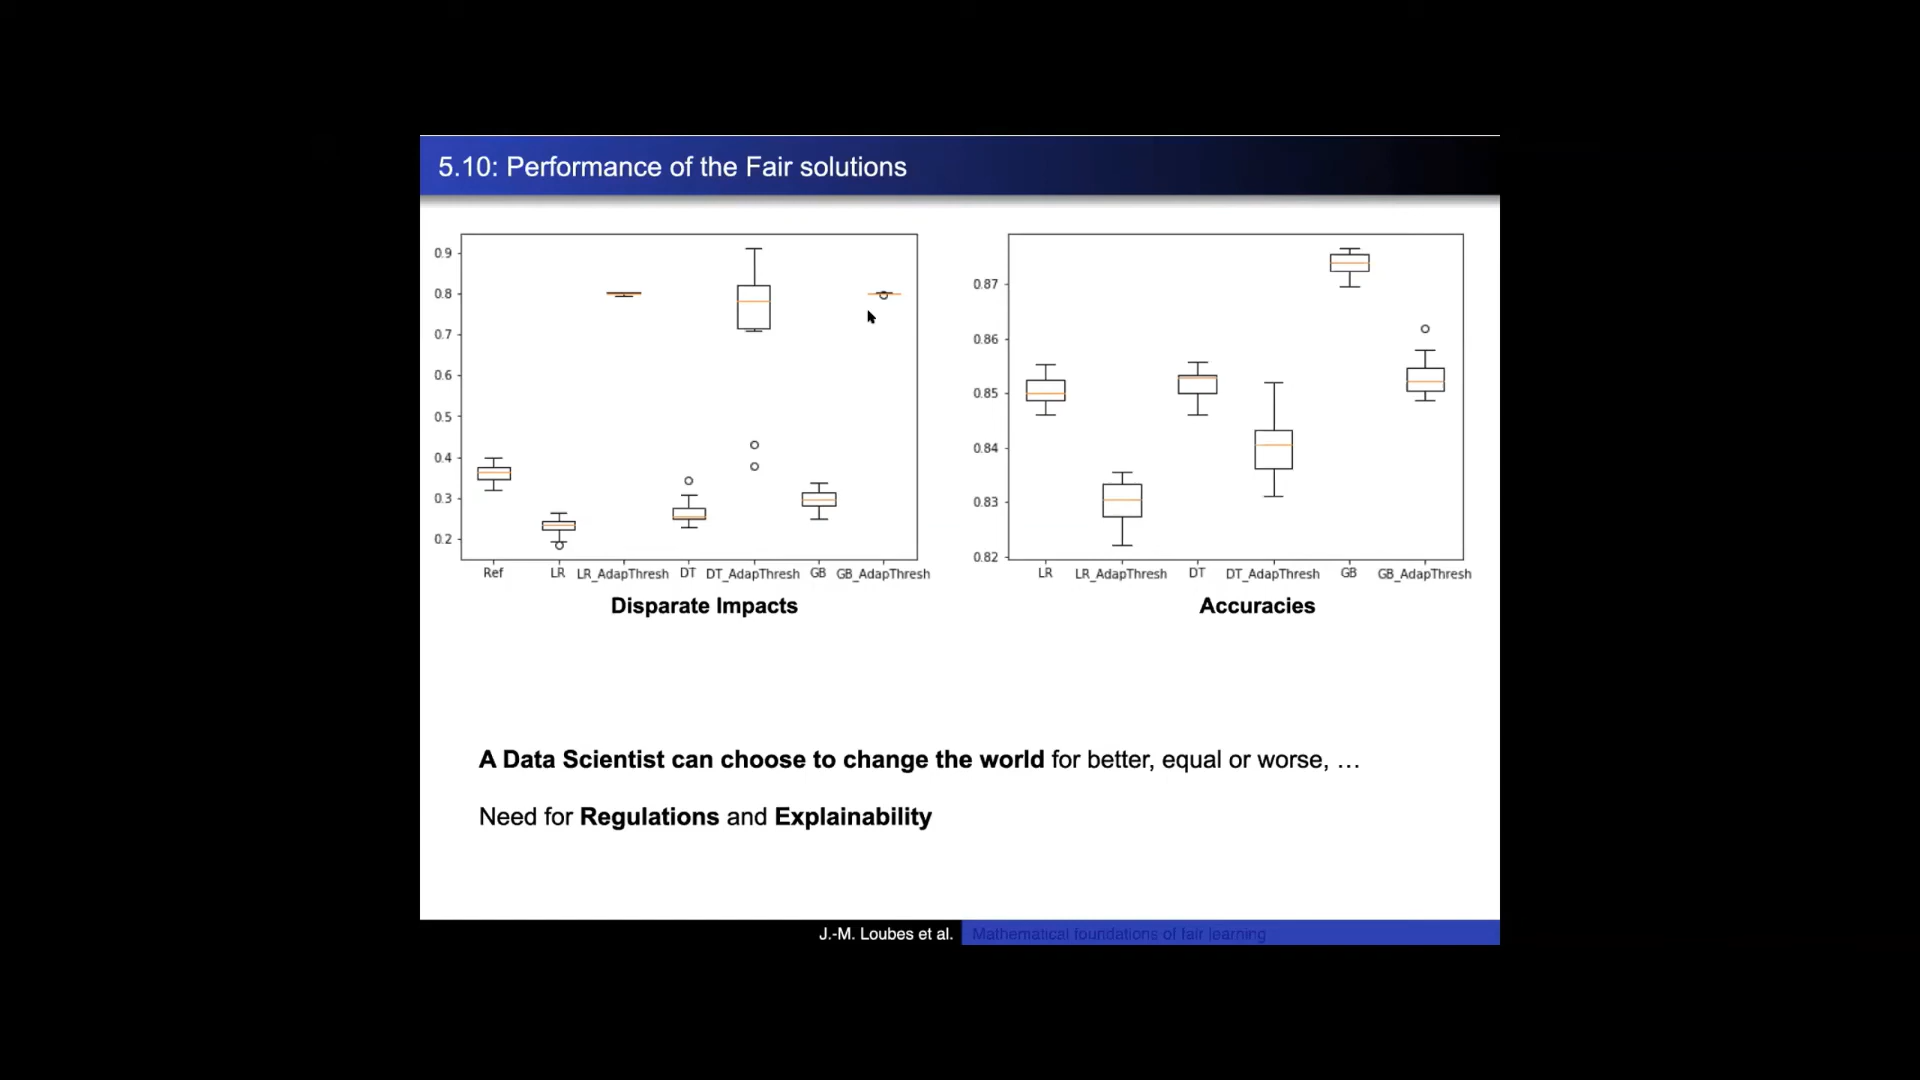 5.10: Performance of the Fair solutions
0.9
0.8
0.7
0.6
0.5
0.4
0.3
0.2
Ref LR LR_AdapThresh DT DT_AdapThresh GB GB_AdapThresh
Disparate Impacts
0.87
0.86
0.85
0.84
0.83
0.82
LR LR_AdapThresh DT DT_AdapThresh GB GB_AdapThresh
Accuracies
A Data Scientist can choose to change the world for better, equal or worse, …
Need for Regulations and Explainability
J.-M. Loubes et al. Mathematical foundations of fair learning